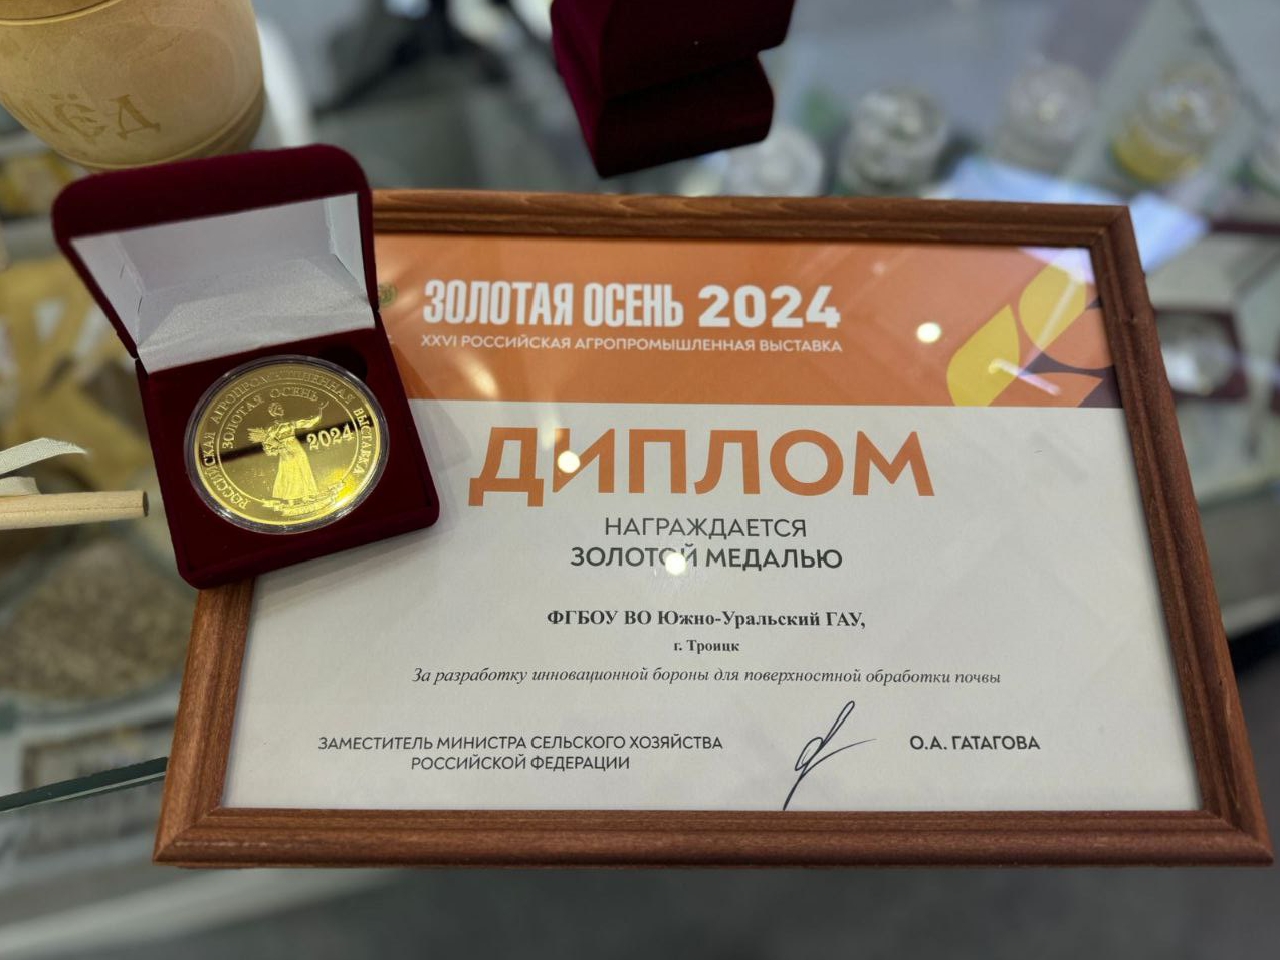 МЁД
РОССИЙСКАЯ АГРОПРОМЫШЛЕННАЯ ВЫСТАВКА
ЗОЛОТАЯ ОСЕНЬ
2024
ЗОЛОТАЯ ОСЕНЬ 2024
XXVI РОССИЙСКАЯ АГРОПРОМЫШЛЕННАЯ ВЫСТАВКА
ДИПЛОМ
НАГРАЖДАЕТСЯ
ЗОЛОТОЙ МЕДАЛЬЮ
ФГБОУ ВО Южно-Уральский ГАУ,
г. Троицк
За разработку инновационной бороны для поверхностной обработки почвы
ЗАМЕСТИТЕЛЬ МИНИСТРА СЕЛЬСКОГО ХОЗЯЙСТВА
РОССИЙСКОЙ ФЕДЕРАЦИИ
О.А. ГАТАГОВА